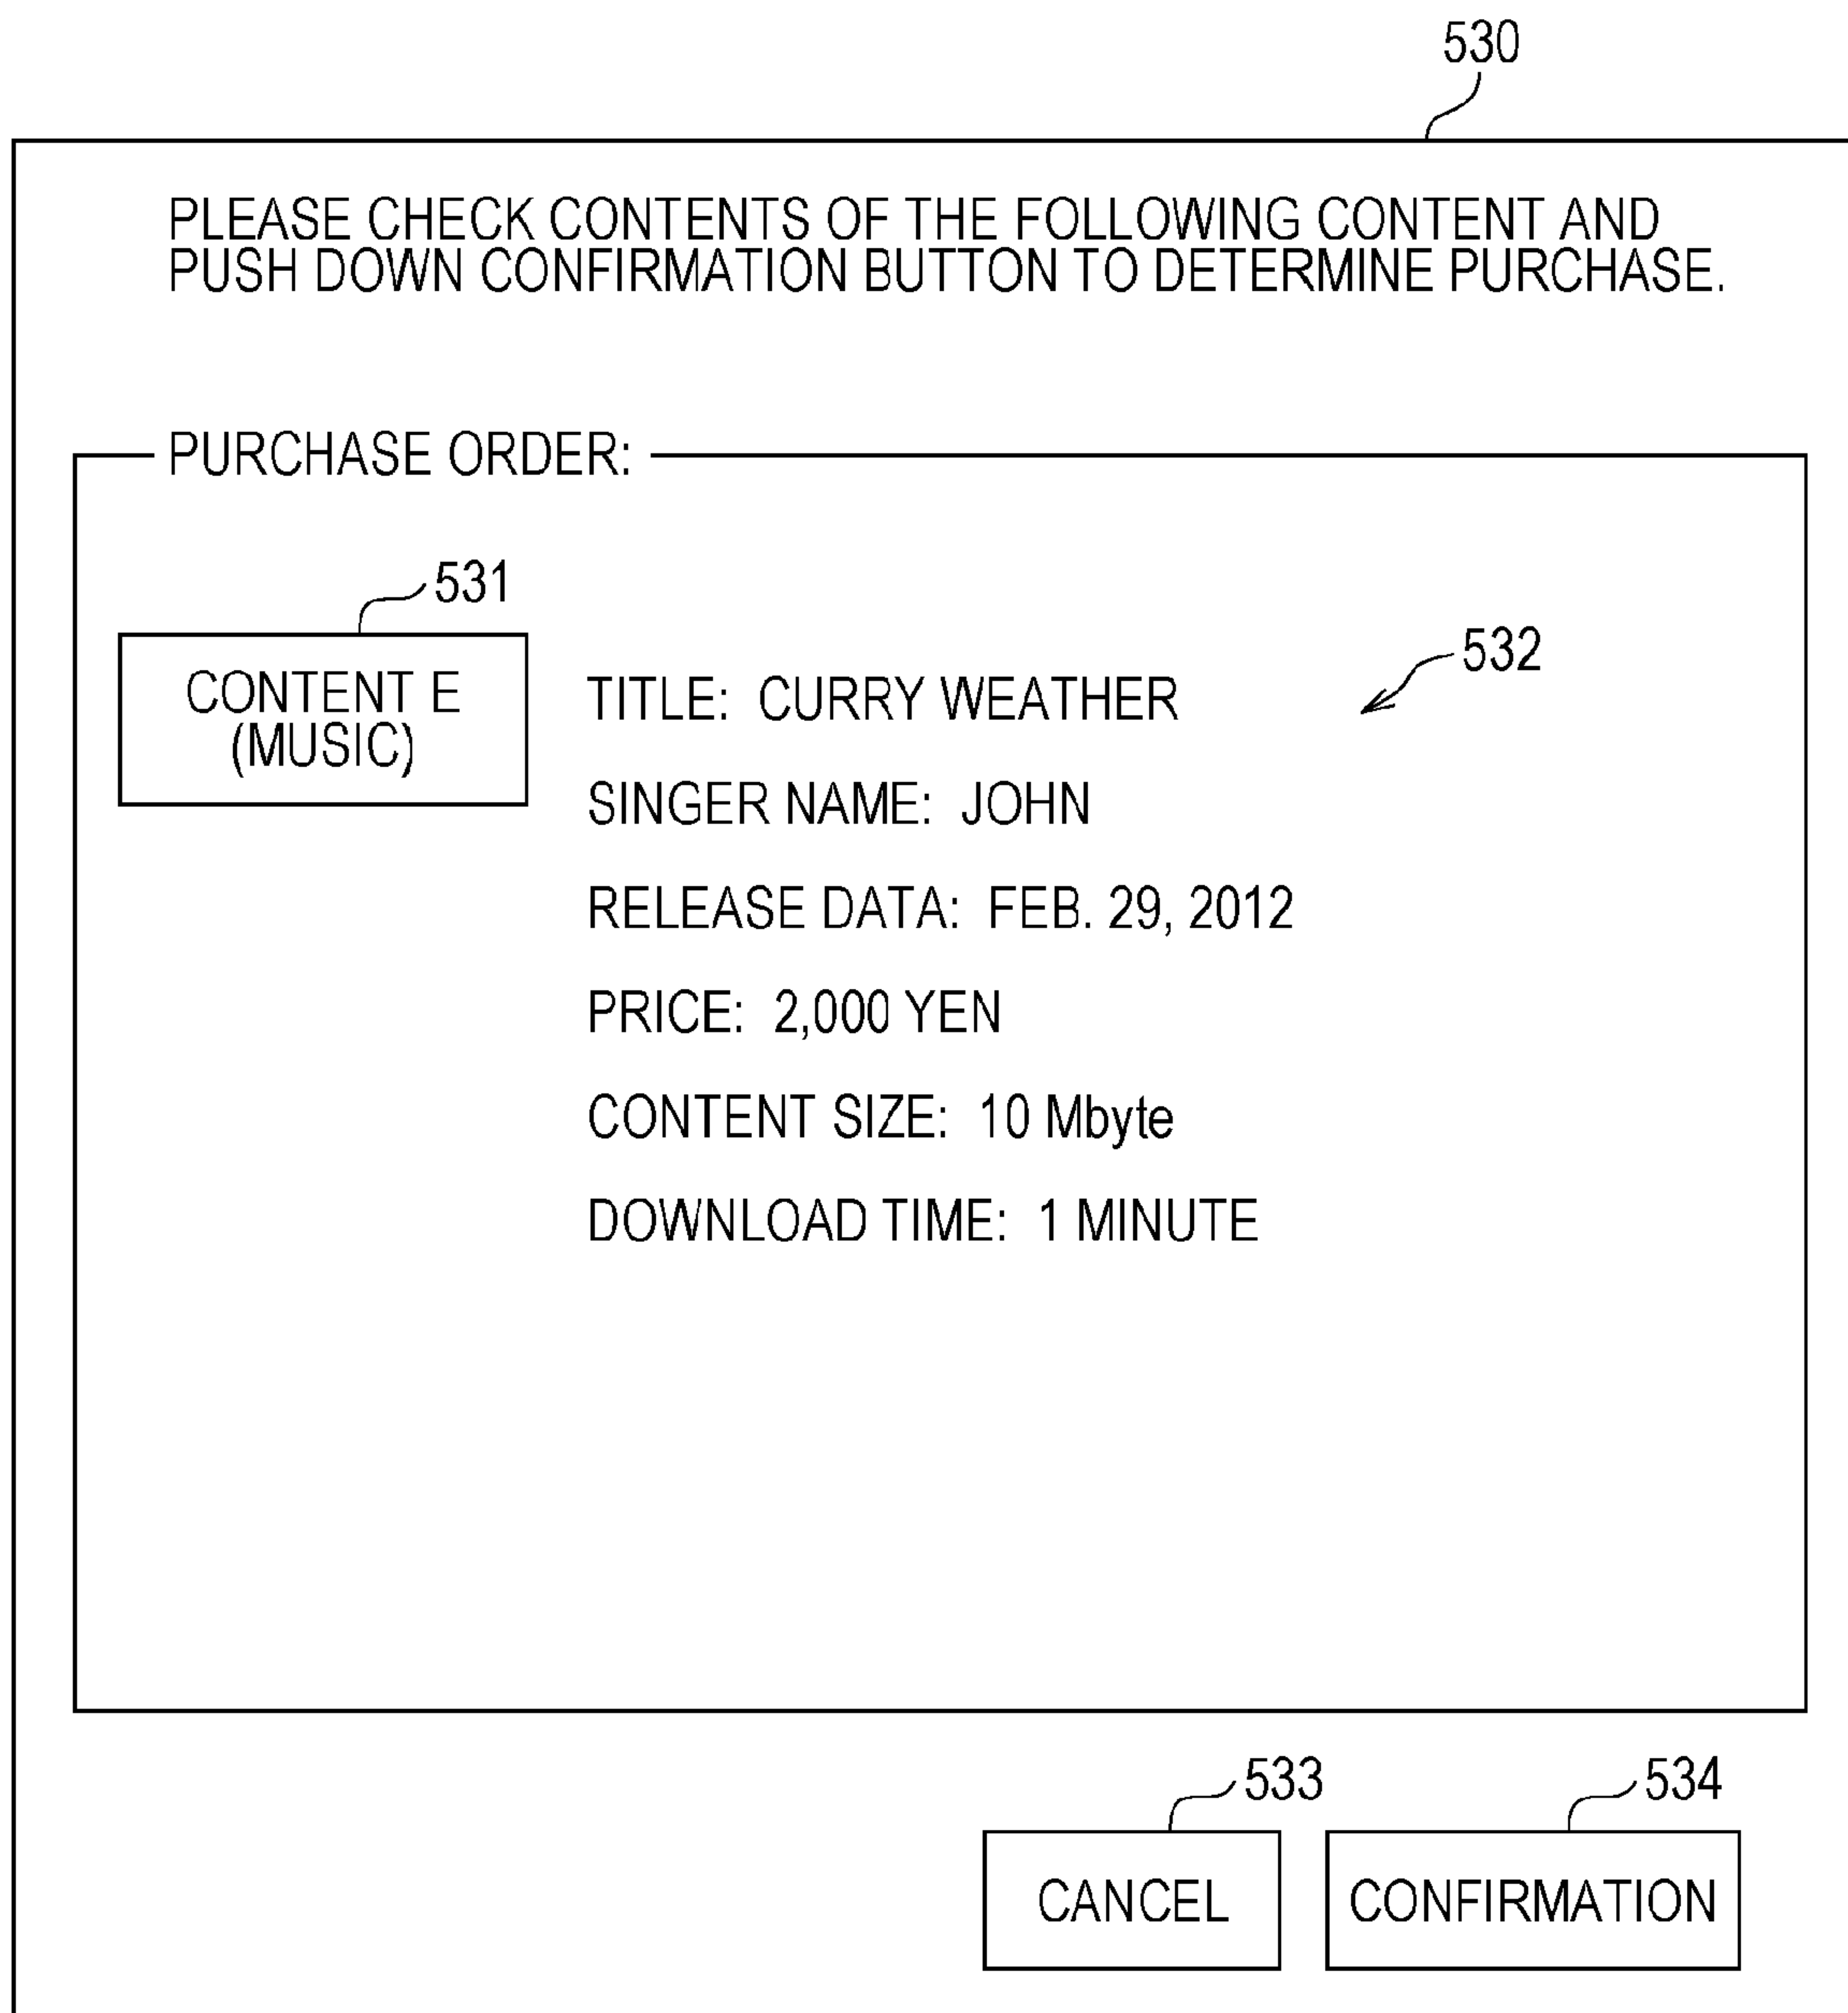 530
PLEASE CHECK CONTENTS OF THE FOLLOWING CONTENT AND
PUSH DOWN CONFIRMATION BUTTON TO DETERMINE PURCHASE.
PURCHASE ORDER:
531
CONTENT E
(MUSIC)
532
TITLE: CURRY WEATHER
SINGER NAME: JOHN
RELEASE DATA: FEB. 29, 2012
PRICE: 2,000 YEN
CONTENT SIZE: 10 Mbyte
DOWNLOAD TIME: 1 MINUTE
533
534
CANCEL
CONFIRMATION